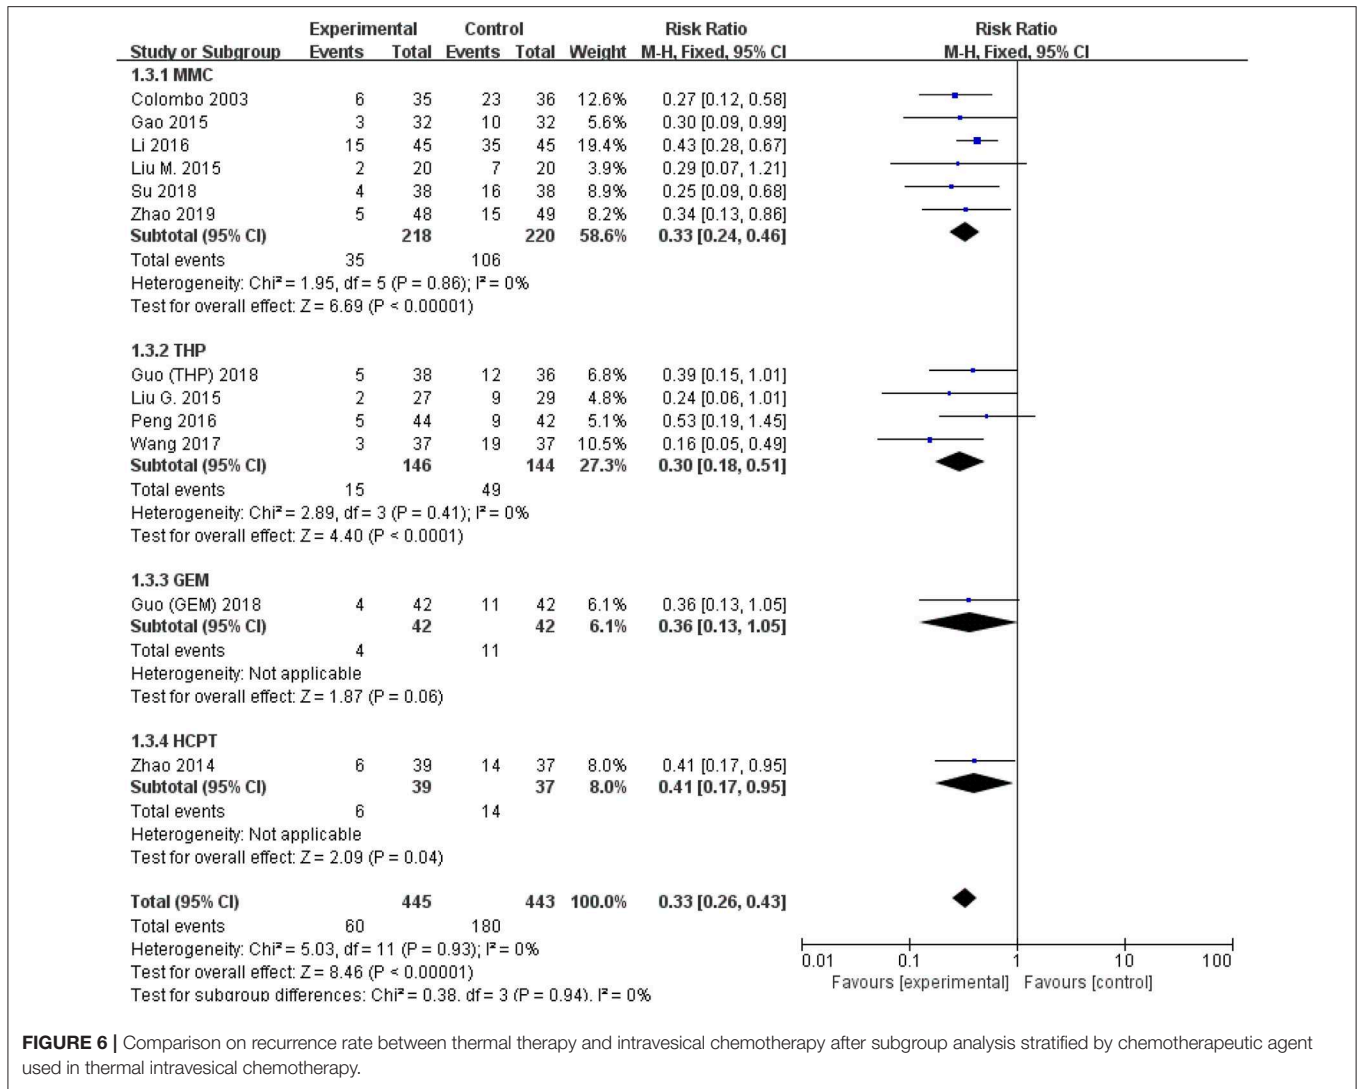 Experimental Control Risk Ratio Risk Ratio
Study or Subgroup Events Total Events Total Weight M-H, Fixed, 95% CI M-H, Fixed, 95% CI
1.3.1 MMC
Colombo 2003 6 35 23 36 12.6% 0.27 [0.12, 0.58]
Gao 2015 3 32 10 32 5.6% 0.30 [0.09, 0.99]
Li 2016 15 45 35 45 19.4% 0.43 [0.28, 0.67]
Liu M. 2015 2 20 7 20 3.9% 0.29 [0.07, 1.21]
Su 2018 4 38 16 38 8.9% 0.25 [0.09, 0.68]
Zhao 2019 5 48 15 49 8.2% 0.34 [0.13, 0.86]
Subtotal (95% CI) 218 220 58.6% 0.33 [0.24, 0.46]
Total events 35 106
Heterogeneity: Chi² = 1.95, df = 5 (P = 0.86); I² = 0%
Test for overall effect: Z = 6.69 (P < 0.00001)
1.3.2 THP
Guo (THP) 2018 5 38 12 36 6.8% 0.39 [0.15, 1.01]
Liu G. 2015 2 27 9 29 4.8% 0.24 [0.06, 1.01]
Peng 2016 5 44 9 42 5.1% 0.53 [0.19, 1.45]
Wang 2017 3 37 19 37 10.5% 0.16 [0.05, 0.49]
Subtotal (95% CI) 146 144 27.3% 0.30 [0.18, 0.51]
Total events 15 49
Heterogeneity: Chi² = 2.89, df = 3 (P = 0.41); I² = 0%
Test for overall effect: Z = 4.40 (P < 0.0001)
1.3.3 GEM
Guo (GEM) 2018 4 42 11 42 6.1% 0.36 [0.13, 1.05]
Subtotal (95% CI) 42 42 6.1% 0.36 [0.13, 1.05]
Total events 4 11
Heterogeneity: Not applicable
Test for overall effect: Z = 1.87 (P = 0.06)
1.3.4 HCPT
Zhao 2014 6 39 14 37 8.0% 0.41 [0.17, 0.95]
Subtotal (95% CI) 39 37 8.0% 0.41 [0.17, 0.95]
Total events 6 14
Heterogeneity: Not applicable
Test for overall effect: Z = 2.09 (P = 0.04)
Total (95% CI) 445 443 100.0% 0.33 [0.26, 0.43]
Total events 60 180
Heterogeneity: Chi² = 5.03, df = 11 (P = 0.93); I² = 0%
Test for overall effect: Z = 8.46 (P < 0.00001)
Test for subgroup differences: Chi² = 0.38, df = 3 (P = 0.94), I² = 0%
0.01 0.1 1 10 100
Favours [experimental] Favours [control]
FIGURE 6 | Comparison on recurrence rate between thermal therapy and intravesical chemotherapy after subgroup analysis stratified by chemotherapeutic agent
used in thermal intravesical chemotherapy.